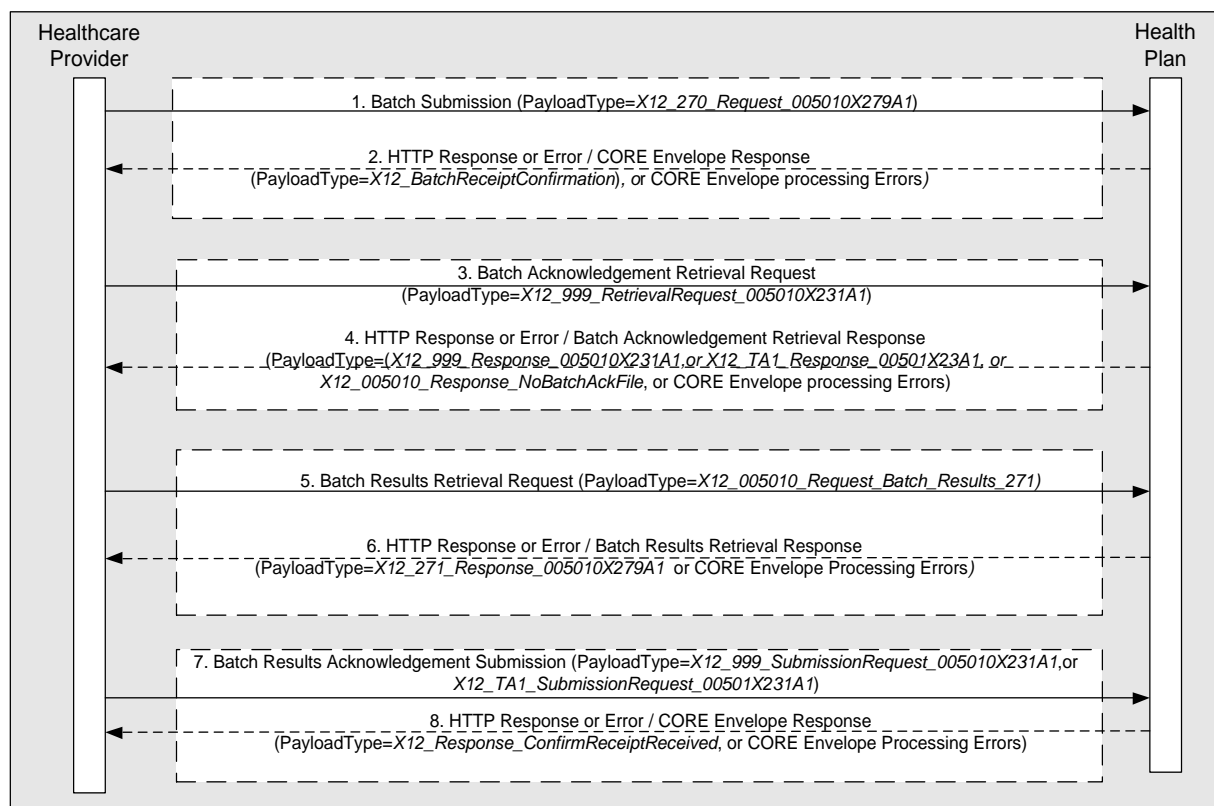 Healthcare
Provider
Health
Plan
1. Batch Submission (PayloadType=X12_270_Request_005010X279A1)
2. HTTP Response or Error / CORE Envelope Response
(PayloadType=X12_BatchReceiptConfirmation), or CORE Envelope processing Errors)
3. Batch Acknowledgement Retrieval Request
(PayloadType=X12_999_RetrievalRequest_005010X231A1)
4. HTTP Response or Error / Batch Acknowledgement Retrieval Response
(PayloadType=(X12_999_Response_005010X231A1,or X12_TA1_Response_00501X23A1, or
X12_005010_Response_NoBatchAckFile, or CORE Envelope processing Errors)
5. Batch Results Retrieval Request (PayloadType=X12_005010_Request_Batch_Results_271)
6. HTTP Response or Error / Batch Results Retrieval Response
(PayloadType=X12_271_Response_005010X279A1 or CORE Envelope Processing Errors)
7. Batch Results Acknowledgement Submission (PayloadType=X12_999_SubmissionRequest_005010X231A1,or
X12_TA1_SubmissionRequest_00501X231A1)
8. HTTP Response or Error / CORE Envelope Response
(PayloadType=X12_Response_ConfirmReceiptReceived, or CORE Envelope Processing Errors)